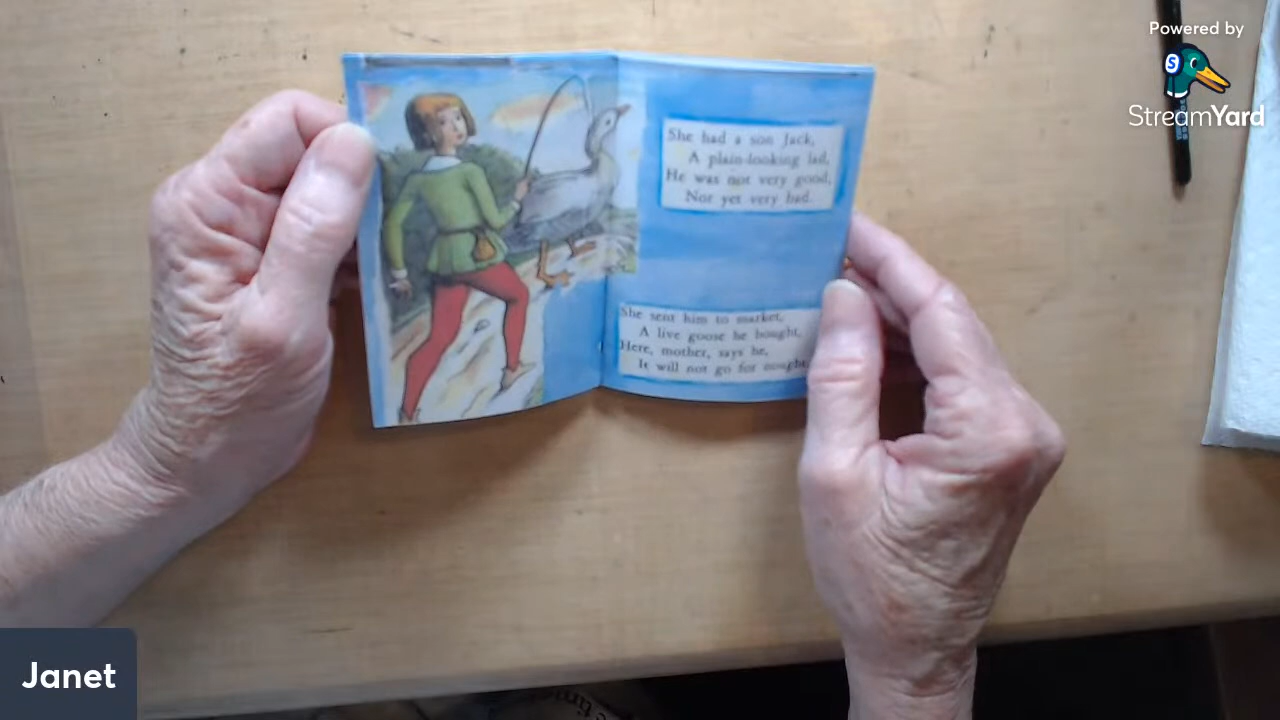 Powered by
StreamYard
She had a son Jack,
A plain-looking lad,
He was not very good,
Nor yet very bad.
She sent him to market,
A live goose he bought,
Here, mother, says he,
It will not go for nought.
Janet